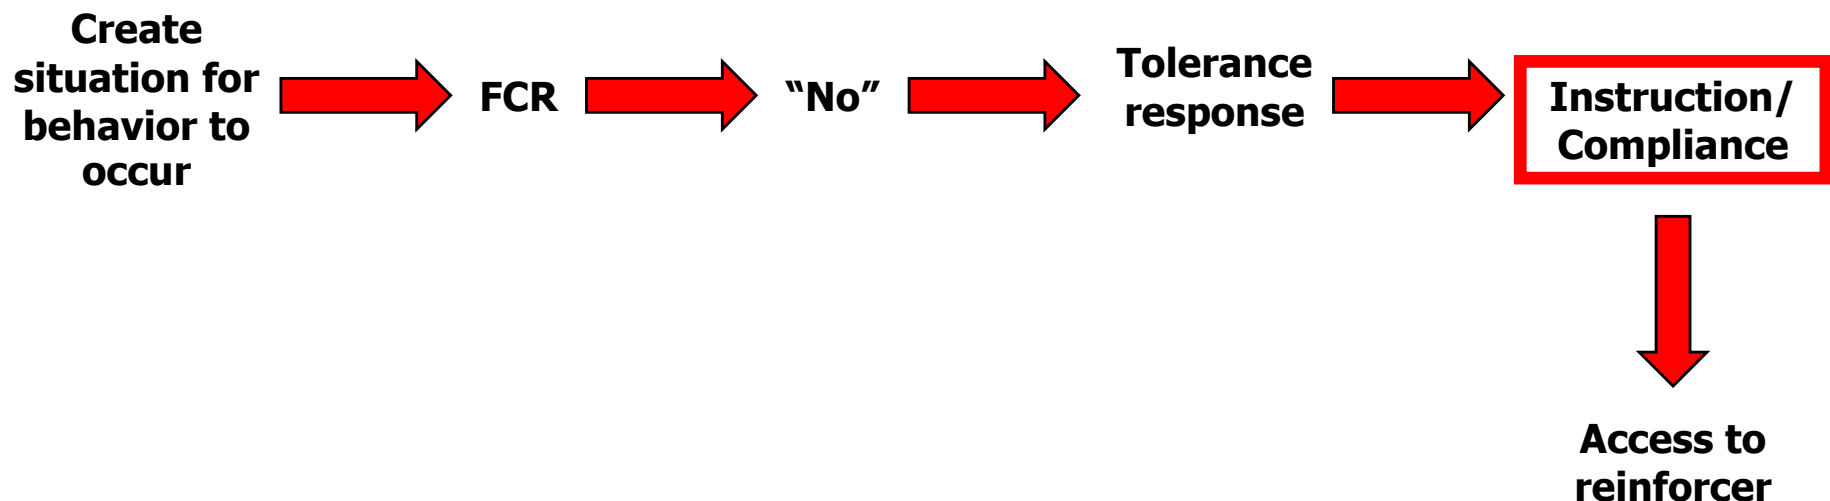 Create
situation for
behavior to
occur
FCR
“No”
Tolerance
response
Instruction/
Compliance
Access to
reinforcer